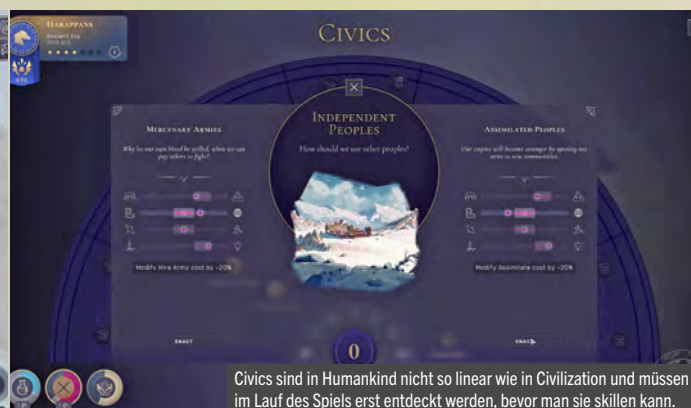 HARAPPANS
Ancient Era
CIVICS
INDEPENDENT
PEOPLES
How should we use other peoples?
MERCENARY ARMIES
Why let our own blood be spilled, when we can
pay others to fight?
Modify Hire Army cost by -20%
ENACT
ASSIMILATED PEOPLES
Our empire will become stronger by opening our
arms to new communities.
Modify Assimilate cost by -20%
ENACT
0
Civics sind in Humankind nicht so linear wie in Civilization und müssen
im Lauf des Spiels erst entdeckt werden, bevor man sie skillen kann.